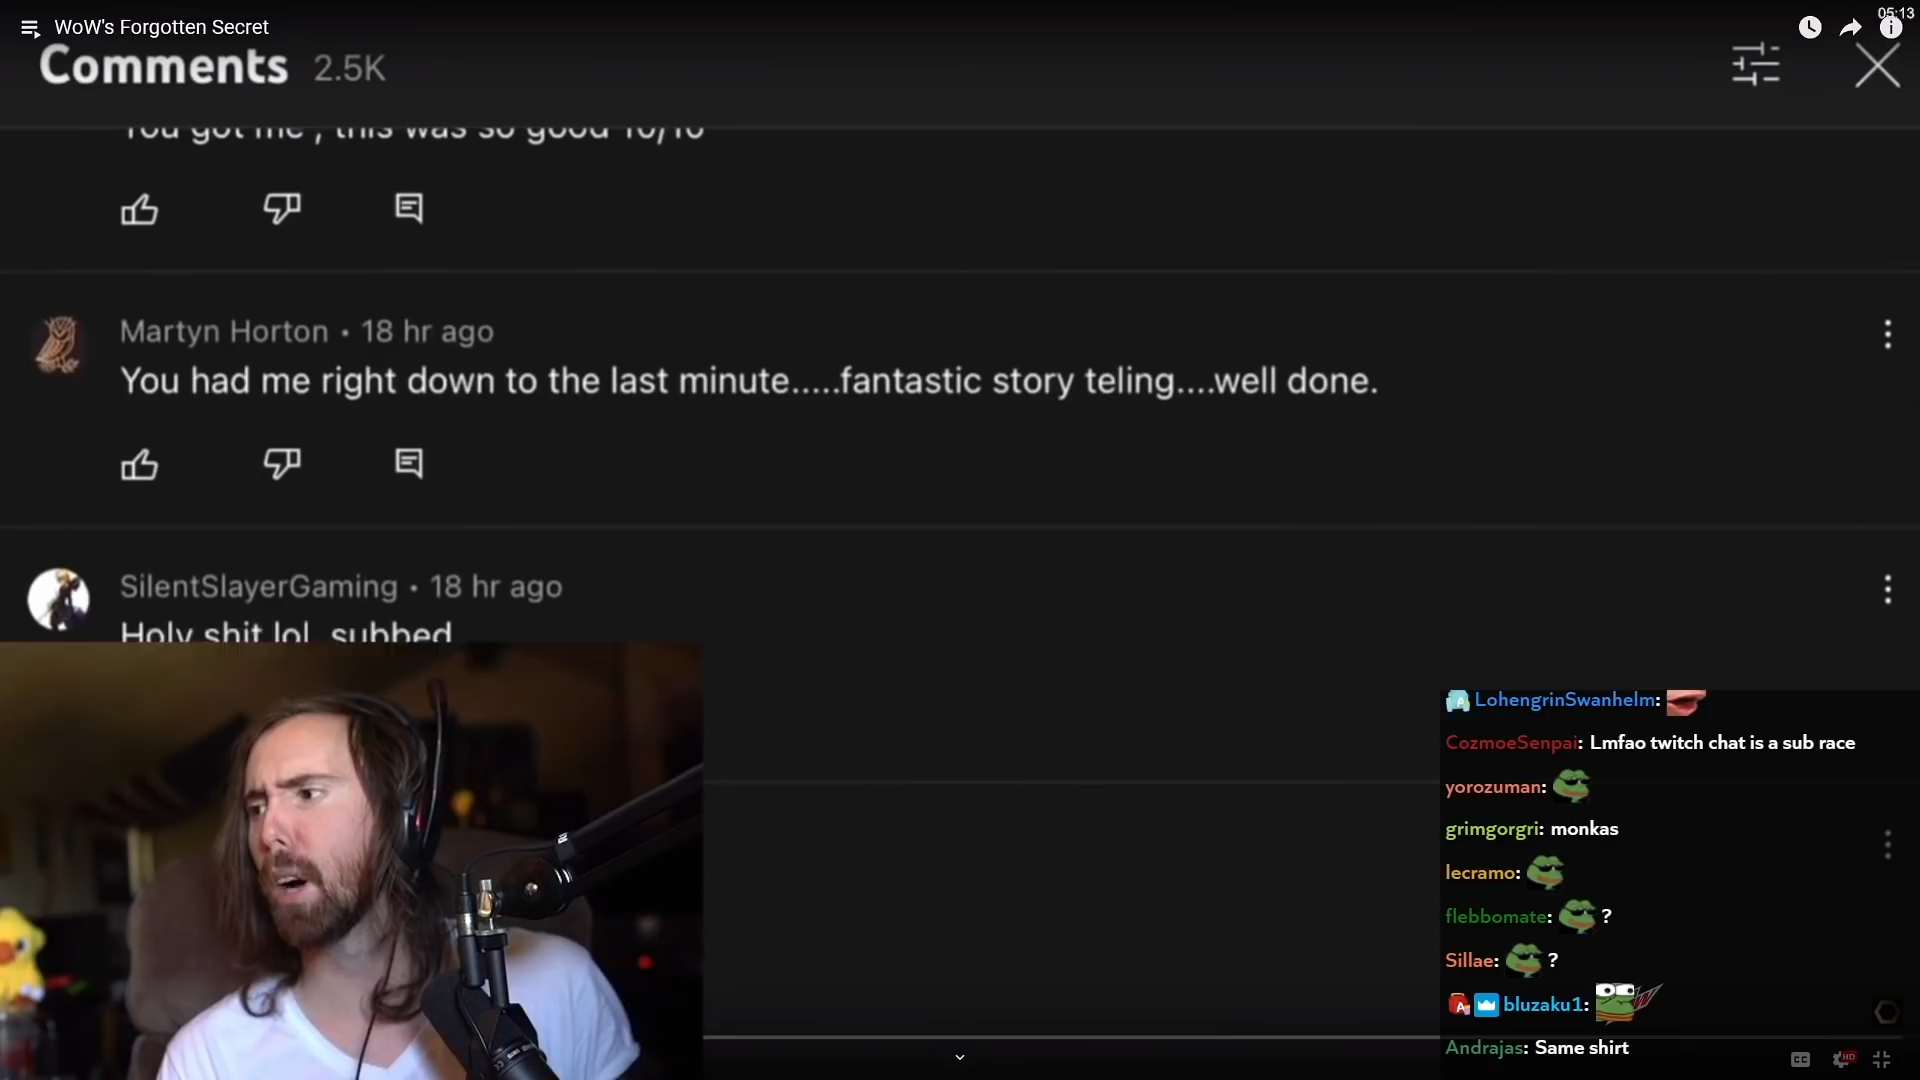 05:13
WoW's Forgotten Secret
Comments 2.5K
You got me , this was so good 10/10
Martyn Horton • 18 hr ago
You had me right down to the last minute.....fantastic story teling....well done.
SilentSlayerGaming • 18 hr ago
Holy shit lol subbed
LohengrinSwanhelm:
CozmoeSenpai: Lmfao twitch chat is a sub race
yorozuman:
grimgorgri: monkas
lecramo:
flebbomate: ?
Sillae: ?
A bluzaku1:
Andrajas: Same shirt
CC HD